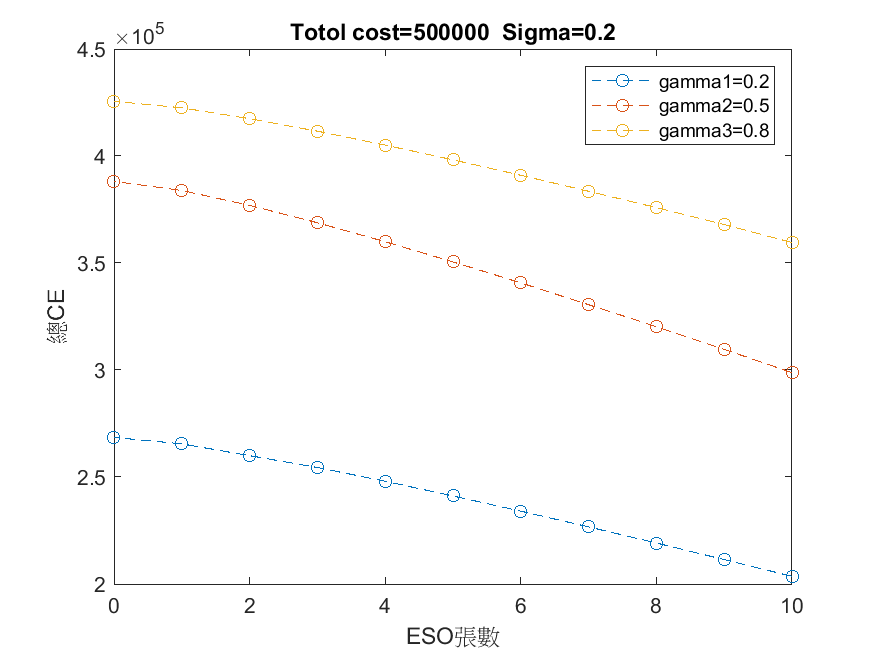 Totol cost=500000 Sigma=0.2
×10⁵
4.5
4
3.5
3
2.5
2
總CE
gamma1=0.2
gamma2=0.5
gamma3=0.8
0 2 4 6 8 10
ESO張數